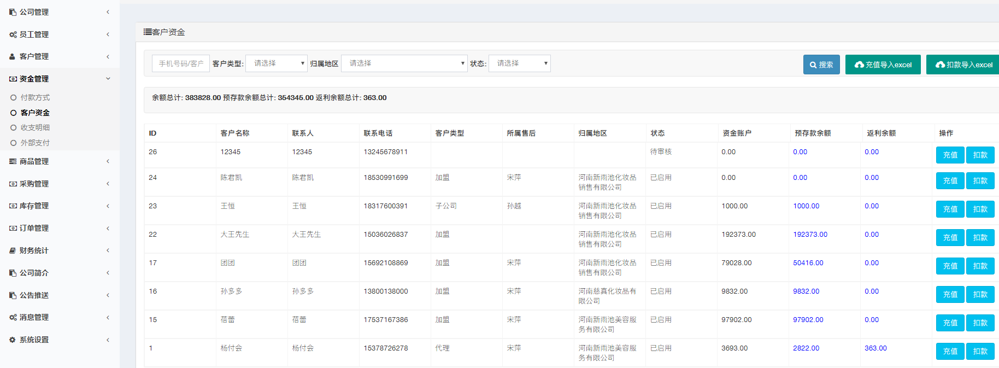 公司管理
员工管理
客户管理
资金管理
付款方式
客户资金
收支明细
外部支付
商品管理
采购管理
库存管理
订单管理
财务统计
公司简介
公告推送
消息管理
系统设置
客户资金
手机号码/客户 客户类型: 请选择 归属地区 请选择 状态: 请选择 搜索 充值导入excel 扣款导入excel
余额总计: 383828.00 预存款余额总计: 354345.00 返利余额总计: 363.00
ID 客户名称 联系人 联系电话 客户类型 所属售后 归属地区 状态 资金账户 预存款余额 返利余额 操作
26 12345 12345 13245678911 待审核 0.00 0.00 0.00 充值 扣款
24 陈君凯 陈君凯 18530991699 加盟 宋萍 河南新雨池化妆品 已启用 0.00 0.00 0.00 充值 扣款
销售有限公司
23 王恒 王恒 18317600391 子公司 孙越 河南新雨池化妆品 已启用 1000.00 1000.00 0.00 充值 扣款
销售有限公司
22 大王先生 大王先生 15036026837 加盟 河南新雨池化妆品 已启用 192373.00 192373.00 0.00 充值 扣款
销售有限公司
17 团团 团团 15692108869 加盟 宋萍 河南新雨池化妆品 已启用 79028.00 50416.00 0.00 充值 扣款
销售有限公司
16 孙多多 孙多多 13800138000 加盟 宋萍 河南慈真化妆品有 已启用 9832.00 9832.00 0.00 充值 扣款
限公司
15 蓓蕾 蓓蕾 17537167386 加盟 宋萍 河南新雨池美容服 已启用 97902.00 97902.00 0.00 充值 扣款
务有限公司
1 杨付会 杨付会 15378726278 代理 宋萍 河南新雨池美容服 已启用 3693.00 2822.00 363.00 充值 扣款
务有限公司